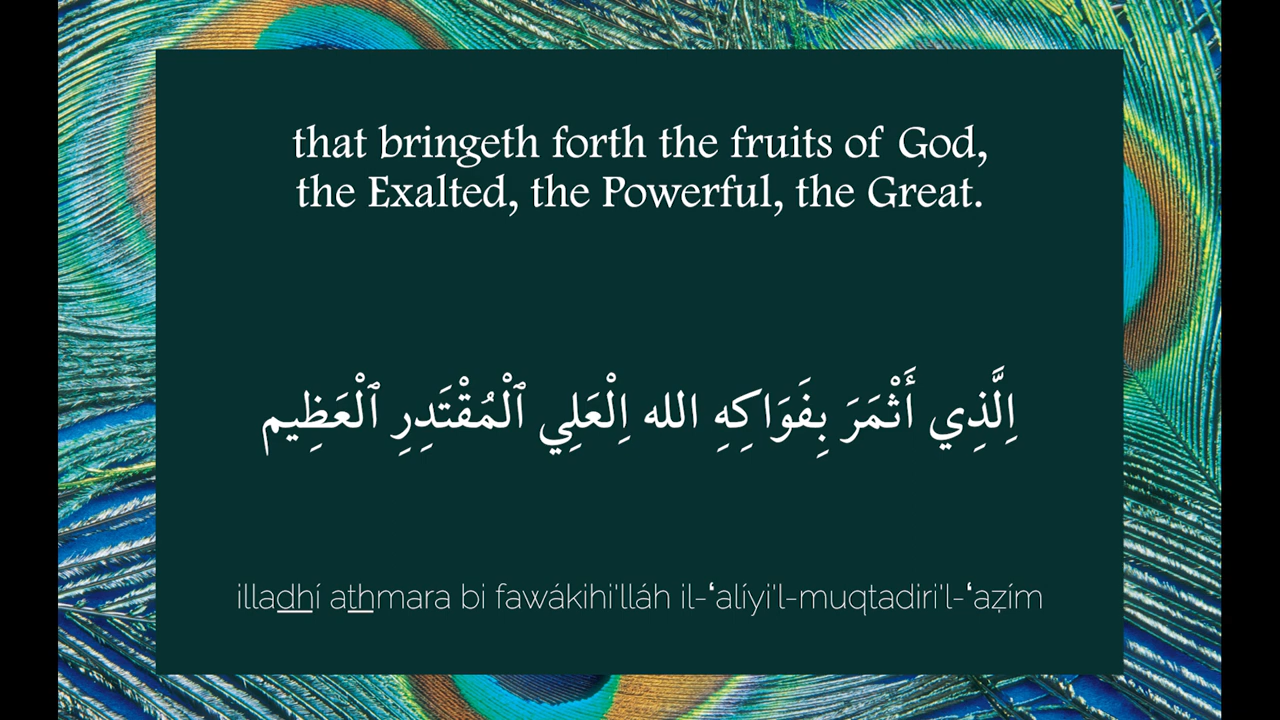 that bringeth forth the fruits of God,
the Exalted, the Powerful, the Great.
اِلَّذِي أَثْمَرَ بِفَوَاكِهِ الله اِلْعَلِي ٱلْمُقْتَدِرِ ٱلْعَظِيم
illadhí athmara bi fawákihi'lláh il-‘alíyi'l-muqtadiri'l-‘aẓím